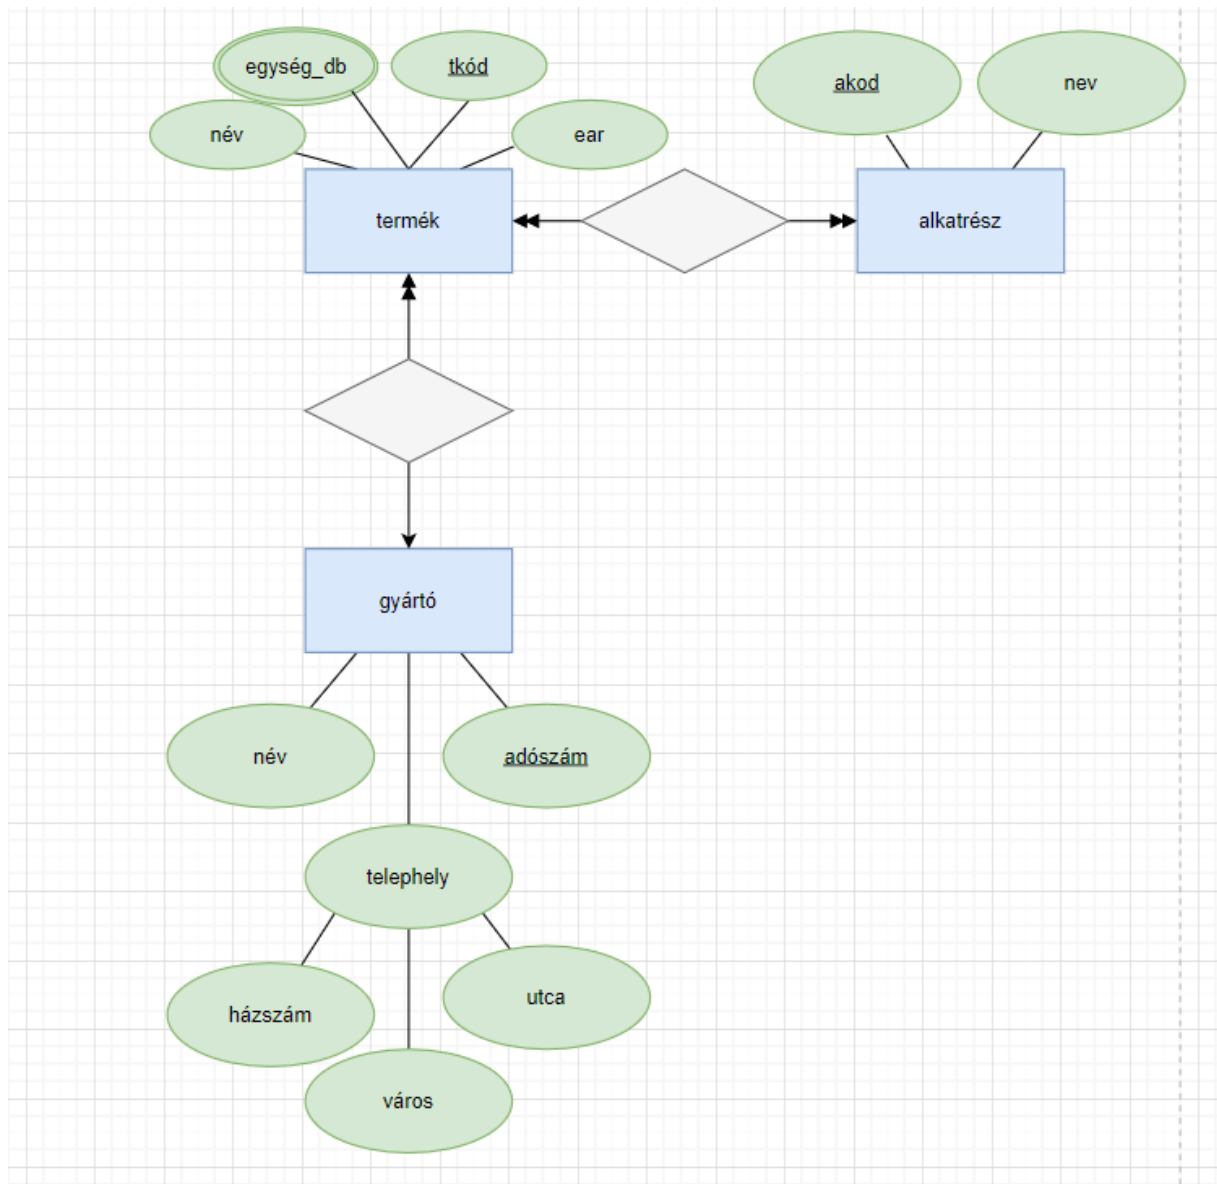 egység_db
tkód
akod
nev
név
ear
termék
alkatrész
gyártó
név
adószám
telephely
utca
házszám
város